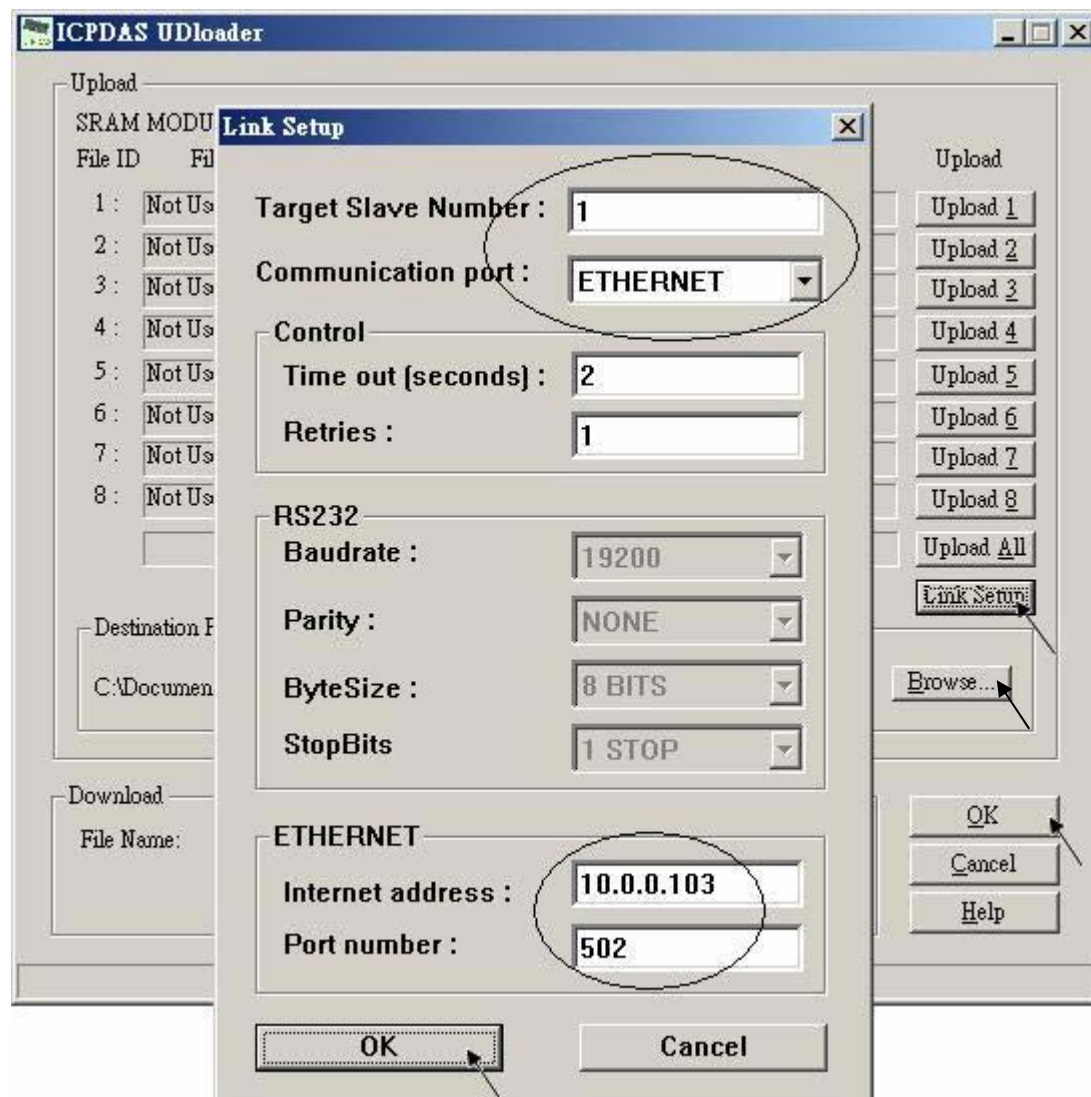 ICPDAS UDloader
Upload
SRAM MODU
File ID Fil
Upload
1 : Not Us Upload 1
2 : Not Us Upload 2
3 : Not Us Upload 3
4 : Not Us Upload 4
5 : Not Us Upload 5
6 : Not Us Upload 6
7 : Not Us Upload 7
8 : Not Us Upload 8
Upload All
Link Setup
Destination F
C:\Documen
Browse...
Download
File Name:
OK
Cancel
Help
Link Setup
Target Slave Number : 1
Communication port : ETHERNET
Control
Time out (seconds) : 2
Retries : 1
RS232
Baudrate : 19200
Parity : NONE
ByteSize : 8 BITS
StopBits 1 STOP
ETHERNET
Internet address : 10.0.0.103
Port number : 502
OK Cancel